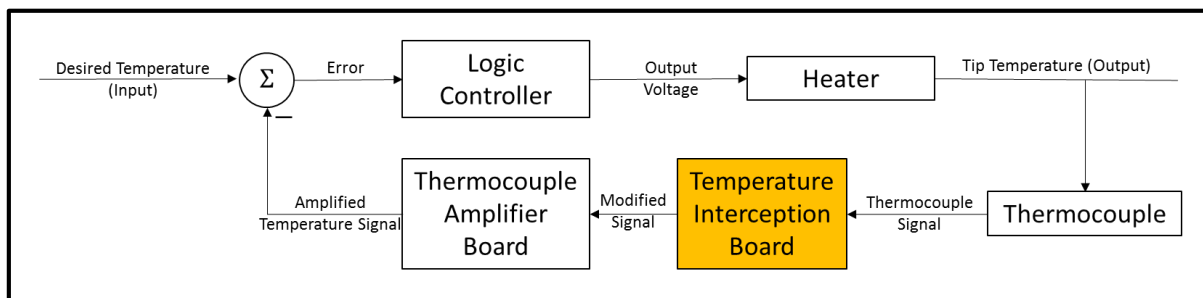 Desired Temperature
(Input)
Σ
Error
Logic
Controller
Output
Voltage
Heater
Tip Temperature (Output)
Thermocouple
Thermocouple
Signal
Temperature
Interception
Board
Modified
Signal
Thermocouple
Amplifier
Board
Amplified
Temperature Signal
−